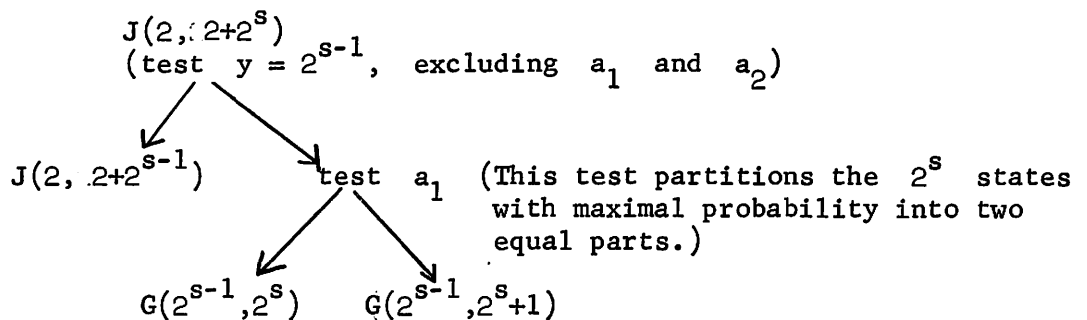 J(2, 2+2^s)
(test y = 2^{s-1}, excluding a_1 and a_2)
J(2, 2+2^{s-1}) test a_1 (This test partitions the 2^s states
with maximal probability into two
equal parts.)
G(2^{s-1},2^s) G(2^{s-1},2^s+1)